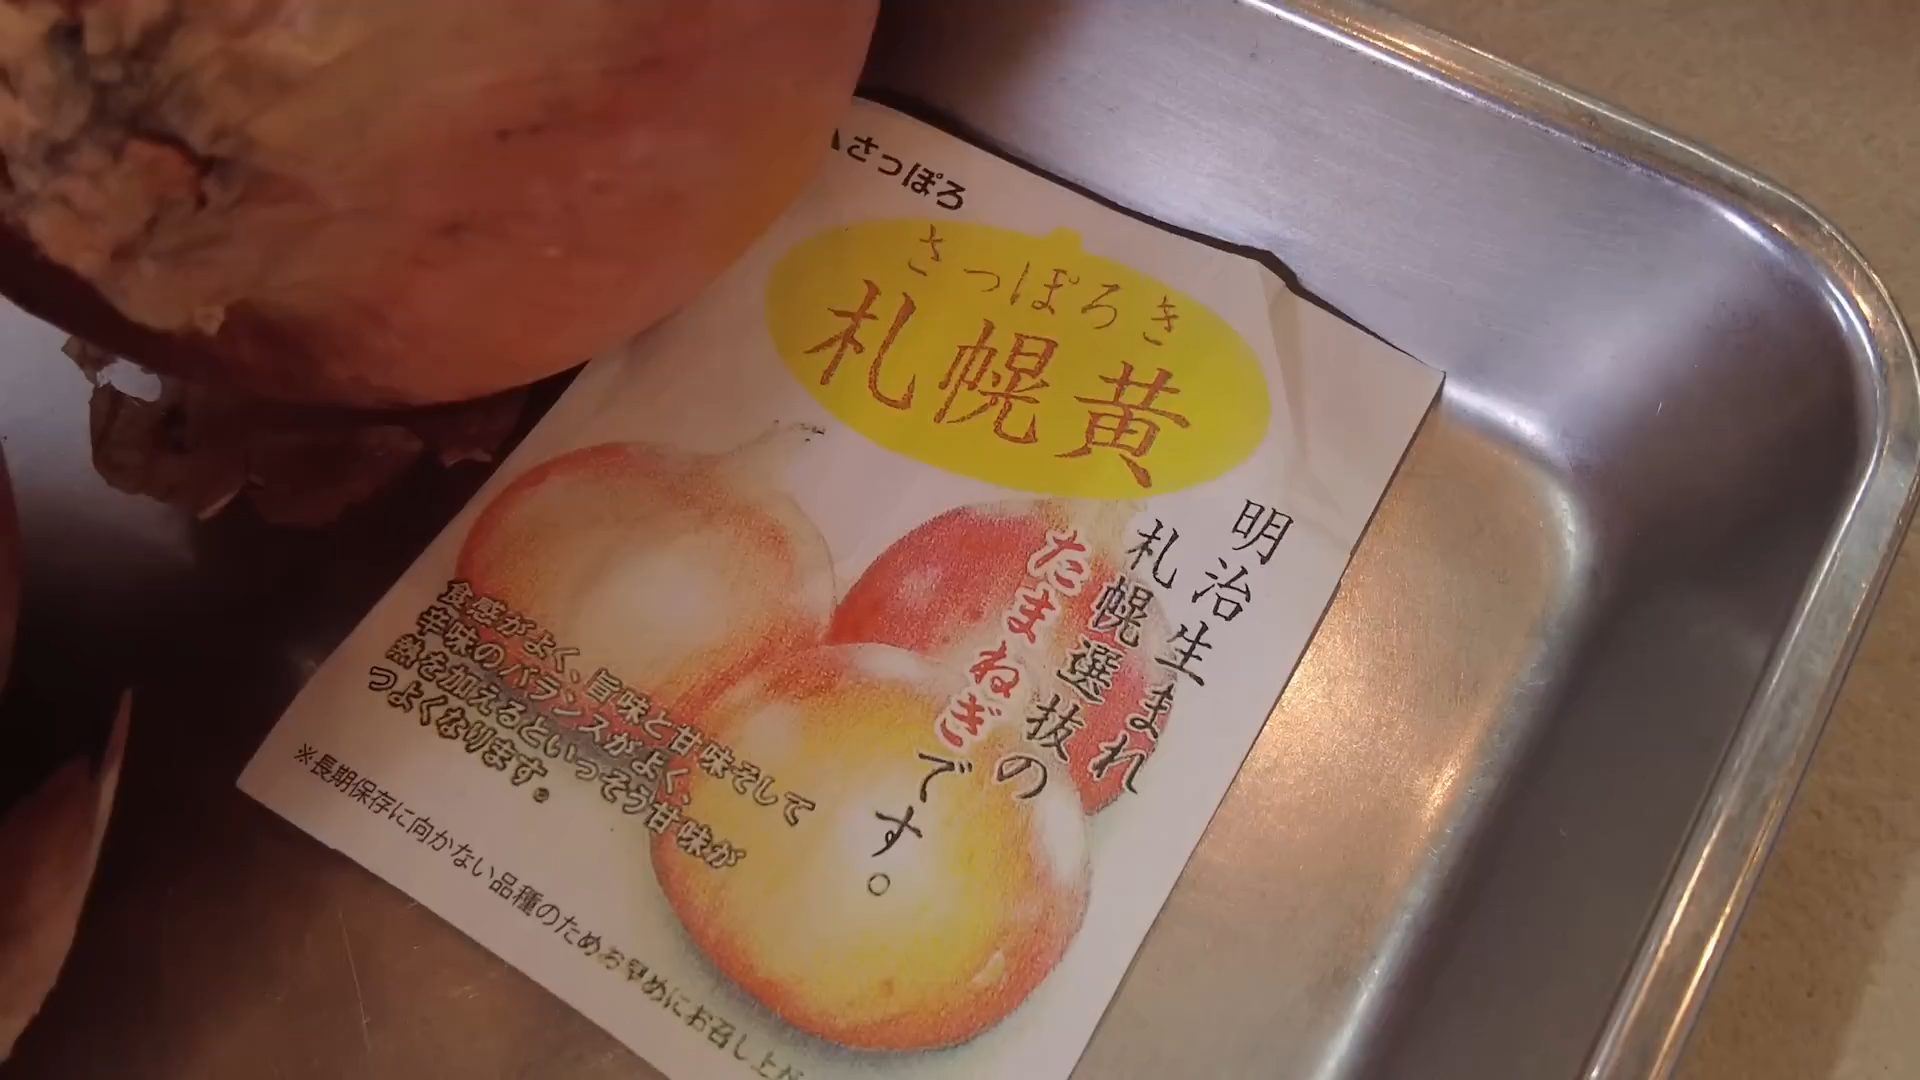 さっぽろ
さっぽろき
札幌黄
明治生まれ
札幌選抜の
たまねぎです。
食感がよく、旨味と甘味そして
辛味のバランスがよく、
熱を加えるといっそう甘味が
つよくなります。
※長期保存に向かない品種のためお早めにお召し上が